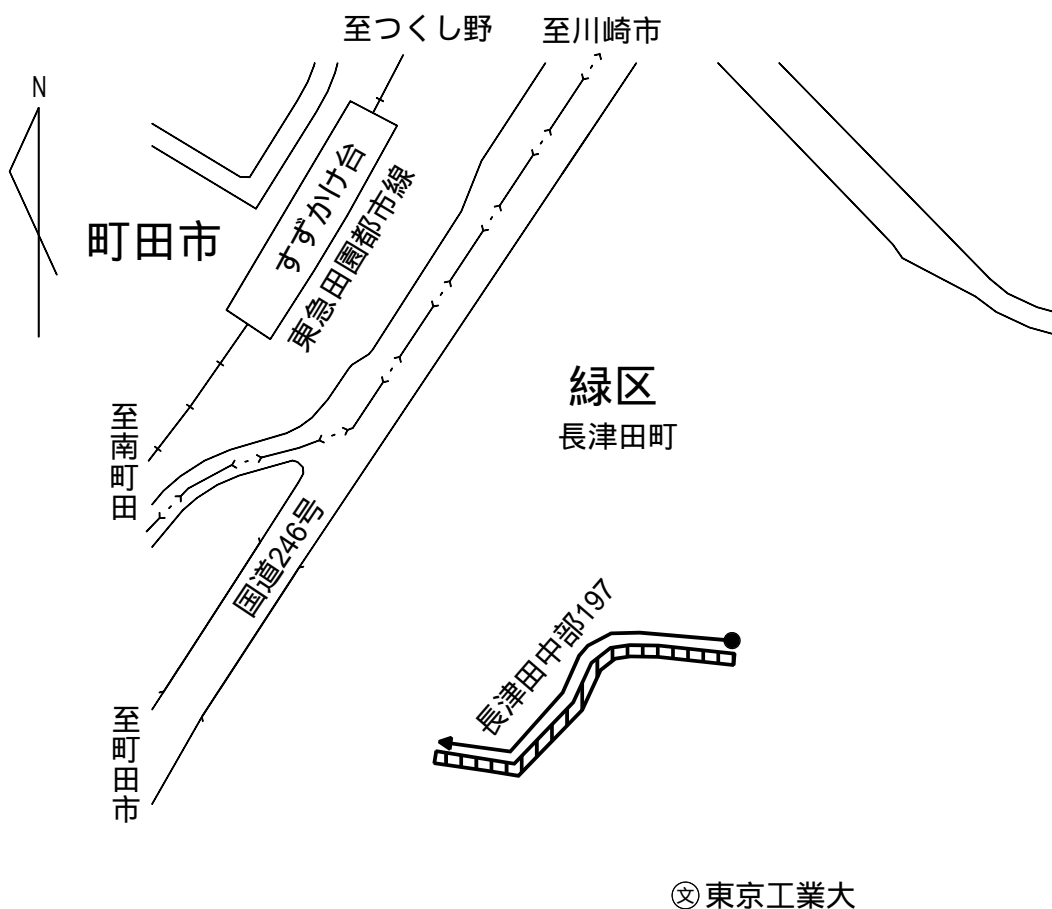 至つくし野
至川崎市
N
すずかけ台
東急田園都市線
町田市
緑区
長津田町
至南町田
国道246号
長津田中部197
至町田市
文東京工業大